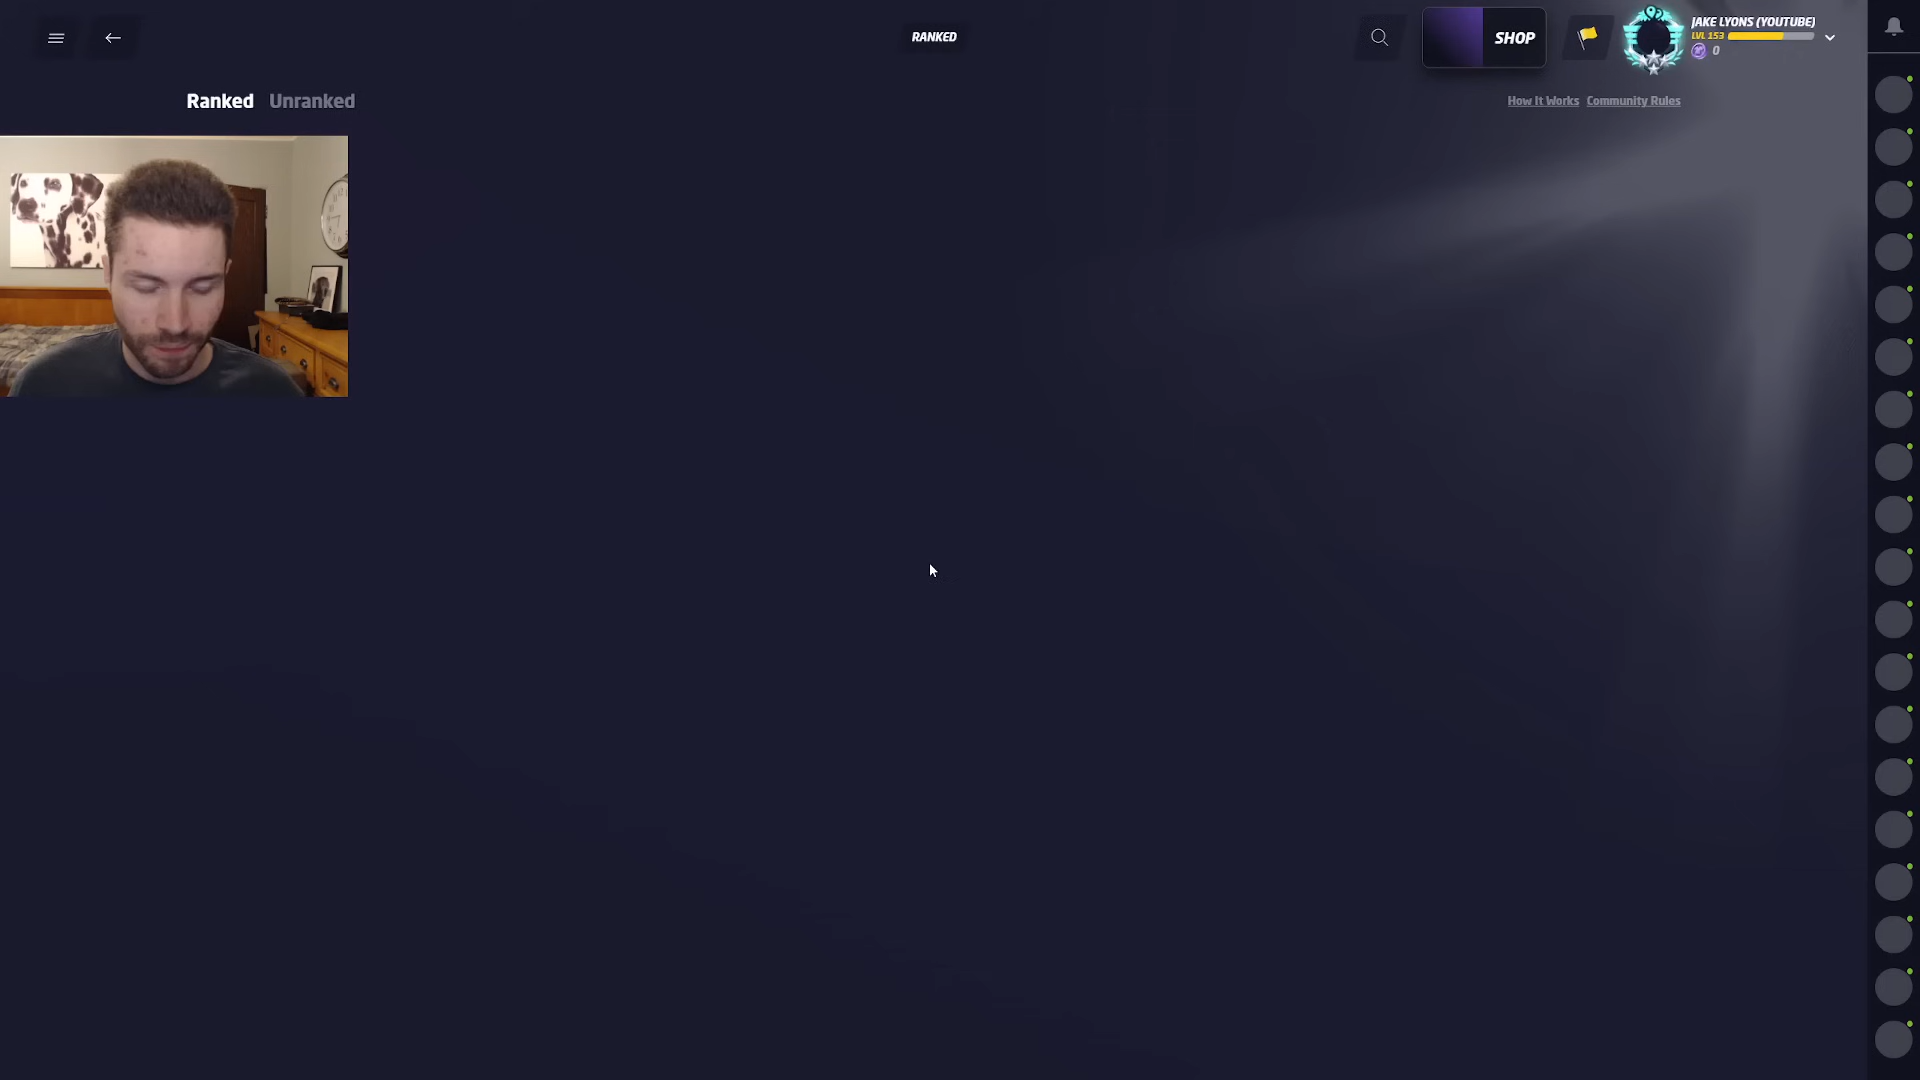 RANKED
SHOP
JAKE LYONS (YOUTUBE)
LVL 153
0
Ranked Unranked
How It Works Community Rules